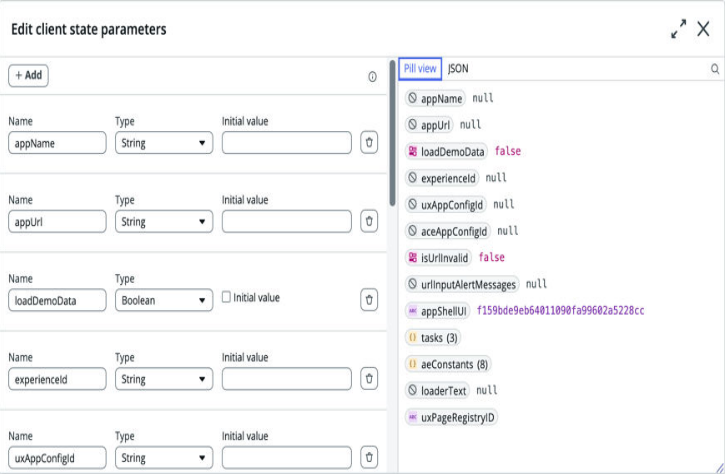 Edit client state parameters
+ Add
Name Type Initial value
appName String
Name Type Initial value
appUrl String
Name Type
loadDemoData Boolean Initial value
Name Type Initial value
experienceId String
Name Type Initial value
uxAppConfigId String
Pill view JSON
appName null
appUrl null
loadDemoData false
experienceId null
uxAppConfigId null
aceAppConfigId null
isUrlInvalid false
urlInputAlertMessages null
appShellUI f159bde9eb64011090fa99602a5228cc
tasks (3)
aeConstants (8)
loaderText null
uxPageRegistryID